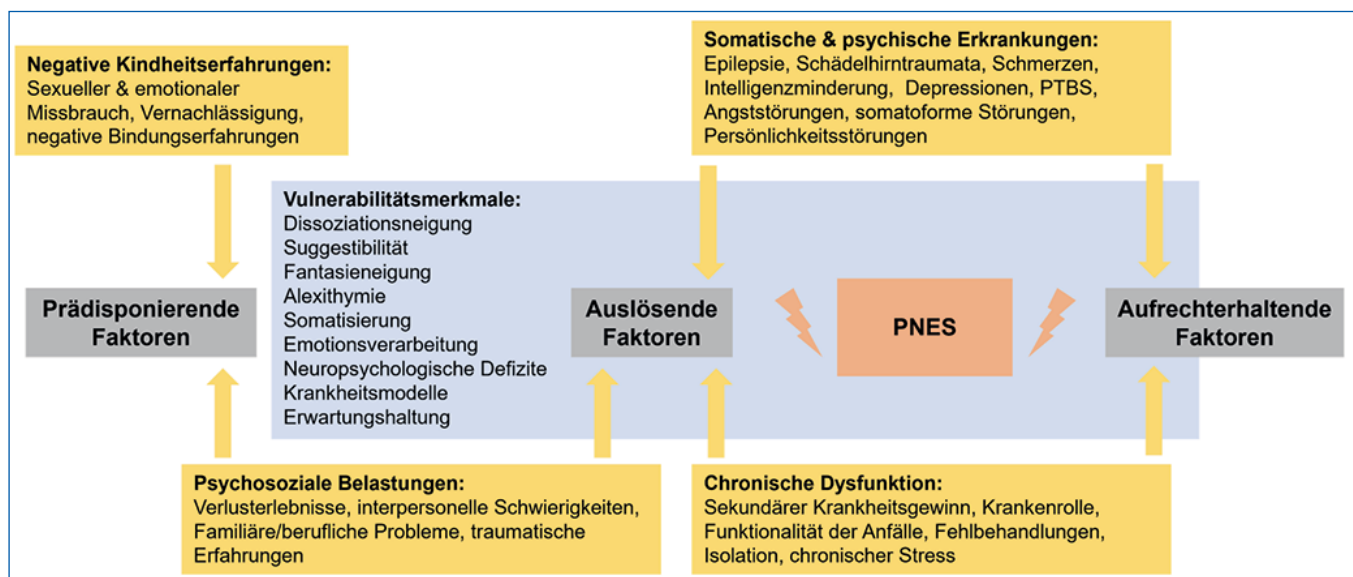 Negative Kindheitserfahrungen:
Sexueller & emotionaler
Missbrauch, Vernachlässigung,
negative Bindungserfahrungen
Somatische & psychische Erkrankungen:
Epilepsie, Schädelhirntraumata, Schmerzen,
Intelligenzminderung, Depressionen, PTBS,
Angststörungen, somatoforme Störungen,
Persönlichkeitsstörungen
Vulnerabilitätsmerkmale:
Dissoziationsneigung
Suggestibilität
Fantasieneigung
Alexithymie
Somatisierung
Emotionsverarbeitung
Neuropsychologische Defizite
Krankheitsmodelle
Erwartungshaltung
Prädisponierende
Faktoren
Auslösende
Faktoren
PNES
Aufrechterhaltende
Faktoren
Psychosoziale Belastungen:
Verlusterlebnisse, interpersonelle Schwierigkeiten,
Familiäre/berufliche Probleme, traumatische
Erfahrungen
Chronische Dysfunktion:
Sekundärer Krankheitsgewinn, Krankenrolle,
Funktionalität der Anfälle, Fehlbehandlungen,
Isolation, chronischer Stress